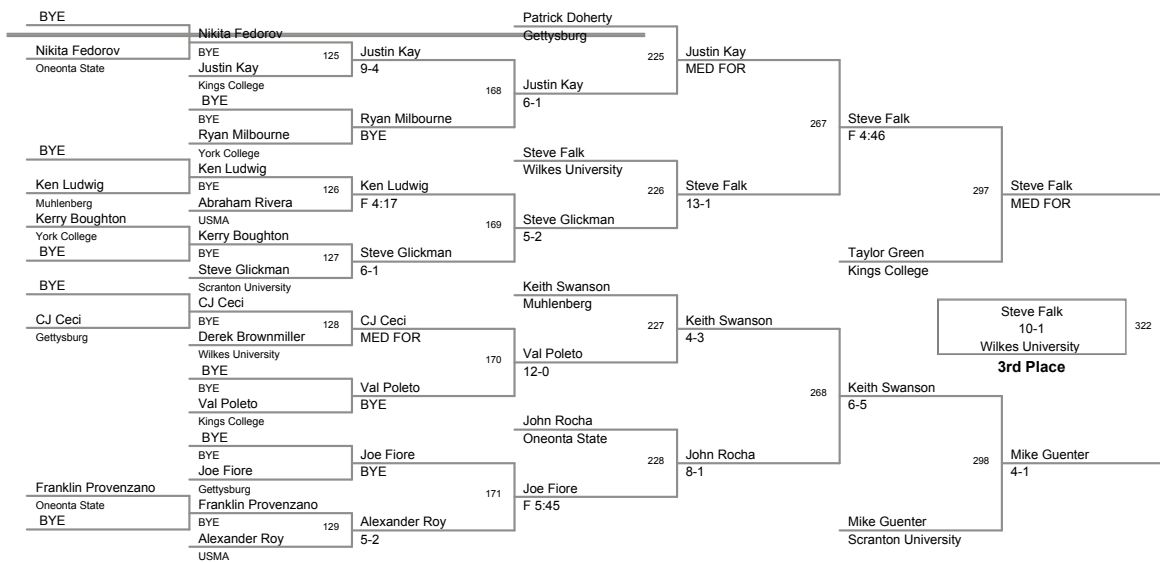 BYE
Nikita Fedorov
Oneonta State
BYE
Ken Ludwig
Muhlenberg
Kerry Boughton
York College
BYE
BYE
CJ Ceci
Gettysburg
Franklin Provenzano
Oneonta State
BYE
Nikita Fedorov
BYE
125
Justin Kay
Kings College
BYE
BYE
Ryan Milbourne
York College
Ken Ludwig
BYE
126
Abraham Rivera
USMA
Kerry Boughton
BYE
127
Steve Glickman
Scranton University
CJ Ceci
BYE
128
Derek Brownmiller
Wilkes University
BYE
BYE
Val Poleto
Kings College
BYE
BYE
Joe Fiore
Gettysburg
Franklin Provenzano
BYE
129
Alexander Roy
USMA
Justin Kay
9-4
168
Ryan Milbourne
BYE
Ken Ludwig
F 4:17
169
Steve Glickman
6-1
CJ Ceci
MED FOR
170
Val Poleto
BYE
Joe Fiore
BYE
171
Alexander Roy
5-2
Patrick Doherty
Gettysburg
225
Justin Kay
6-1
Steve Falk
Wilkes University
226
Steve Glickman
5-2
Keith Swanson
Muhlenberg
227
Val Poleto
12-0
John Rocha
Oneonta State
228
Joe Fiore
F 5:45
Justin Kay
MED FOR
267
Steve Falk
13-1
Keith Swanson
4-3
268
John Rocha
8-1
Steve Falk
F 4:46
297
Taylor Green
Kings College
Keith Swanson
6-5
298
Mike Guenter
Scranton University
Steve Falk
MED FOR
Steve Falk
10-1
322
Wilkes University
3rd Place
Mike Guenter
4-1